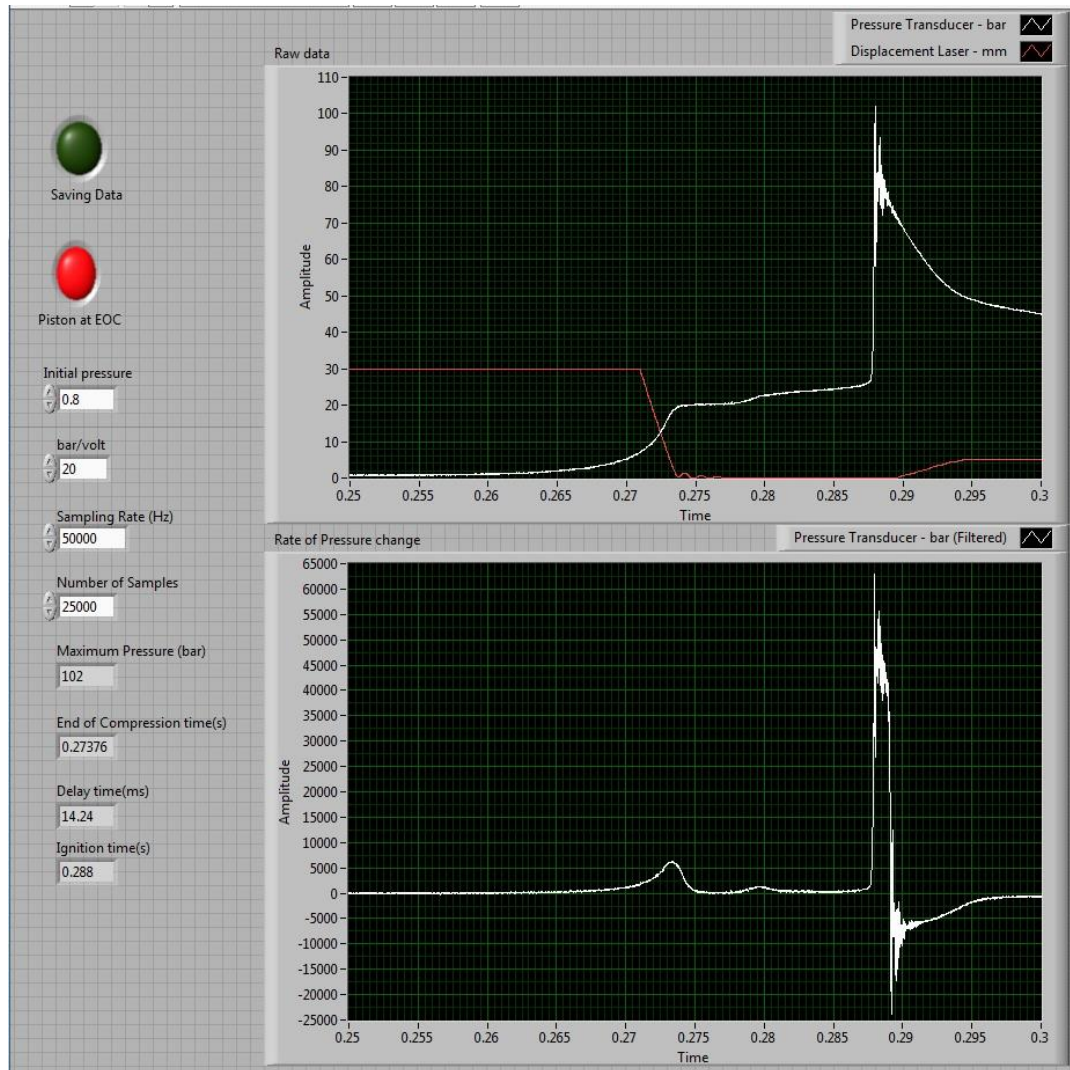 Pressure Transducer - bar
Displacement Laser - mm
Raw data
Saving Data
Piston at EOC
Initial pressure
0.8
bar/volt
20
Sampling Rate (Hz)
50000
Number of Samples
25000
Maximum Pressure (bar)
102
End of Compression time(s)
0.27376
Delay time(ms)
14.24
Ignition time(s)
0.288
Amplitude
110
100
90
80
70
60
50
40
30
20
10
0
0.25 0.255 0.26 0.265 0.27 0.275 0.28 0.285 0.29 0.295 0.3
Time
Rate of Pressure change
Pressure Transducer - bar (Filtered)
Amplitude
65000
60000
55000
50000
45000
40000
35000
30000
25000
20000
15000
10000
5000
0
-5000
-10000
-15000
-20000
-25000
0.25 0.255 0.26 0.265 0.27 0.275 0.28 0.285 0.29 0.295 0.3
Time